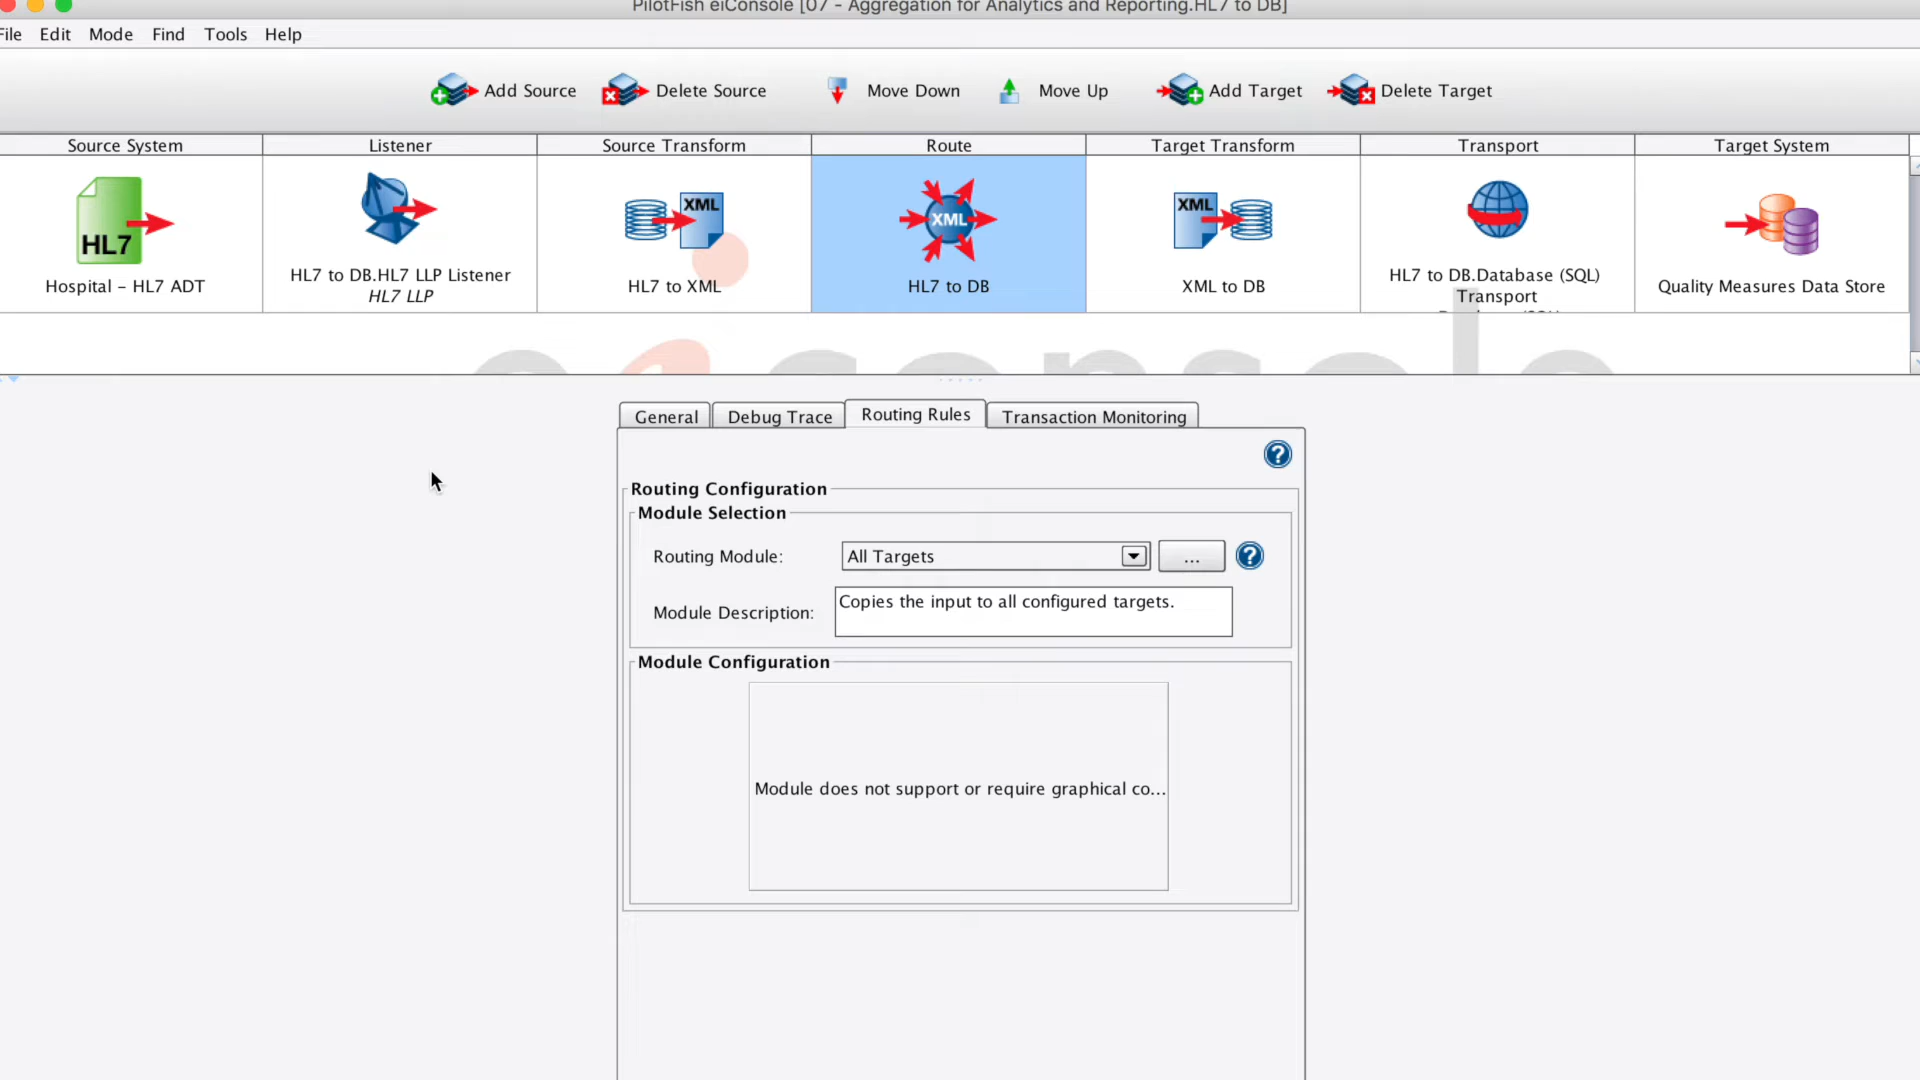 PilotFish eiConsole [07 - Aggregation for Analytics and Reporting.HL7 to DB]
File Edit Mode Find Tools Help
Add Source Delete Source Move Down Move Up Add Target Delete Target
Source System Listener Source Transform Route Target Transform Transport Target System
HL7 XML XML XML
Hospital – HL7 ADT
HL7 to DB.HL7 LLP Listener
HL7 LLP
HL7 to XML
HL7 to DB
XML to DB
HL7 to DB.Database (SQL)
Transport
Quality Measures Data Store
eiconsole
General Debug Trace Routing Rules Transaction Monitoring
?
Routing Configuration
Module Selection
Routing Module: All Targets ... ?
Module Description: Copies the input to all configured targets.
Module Configuration
Module does not support or require graphical co...